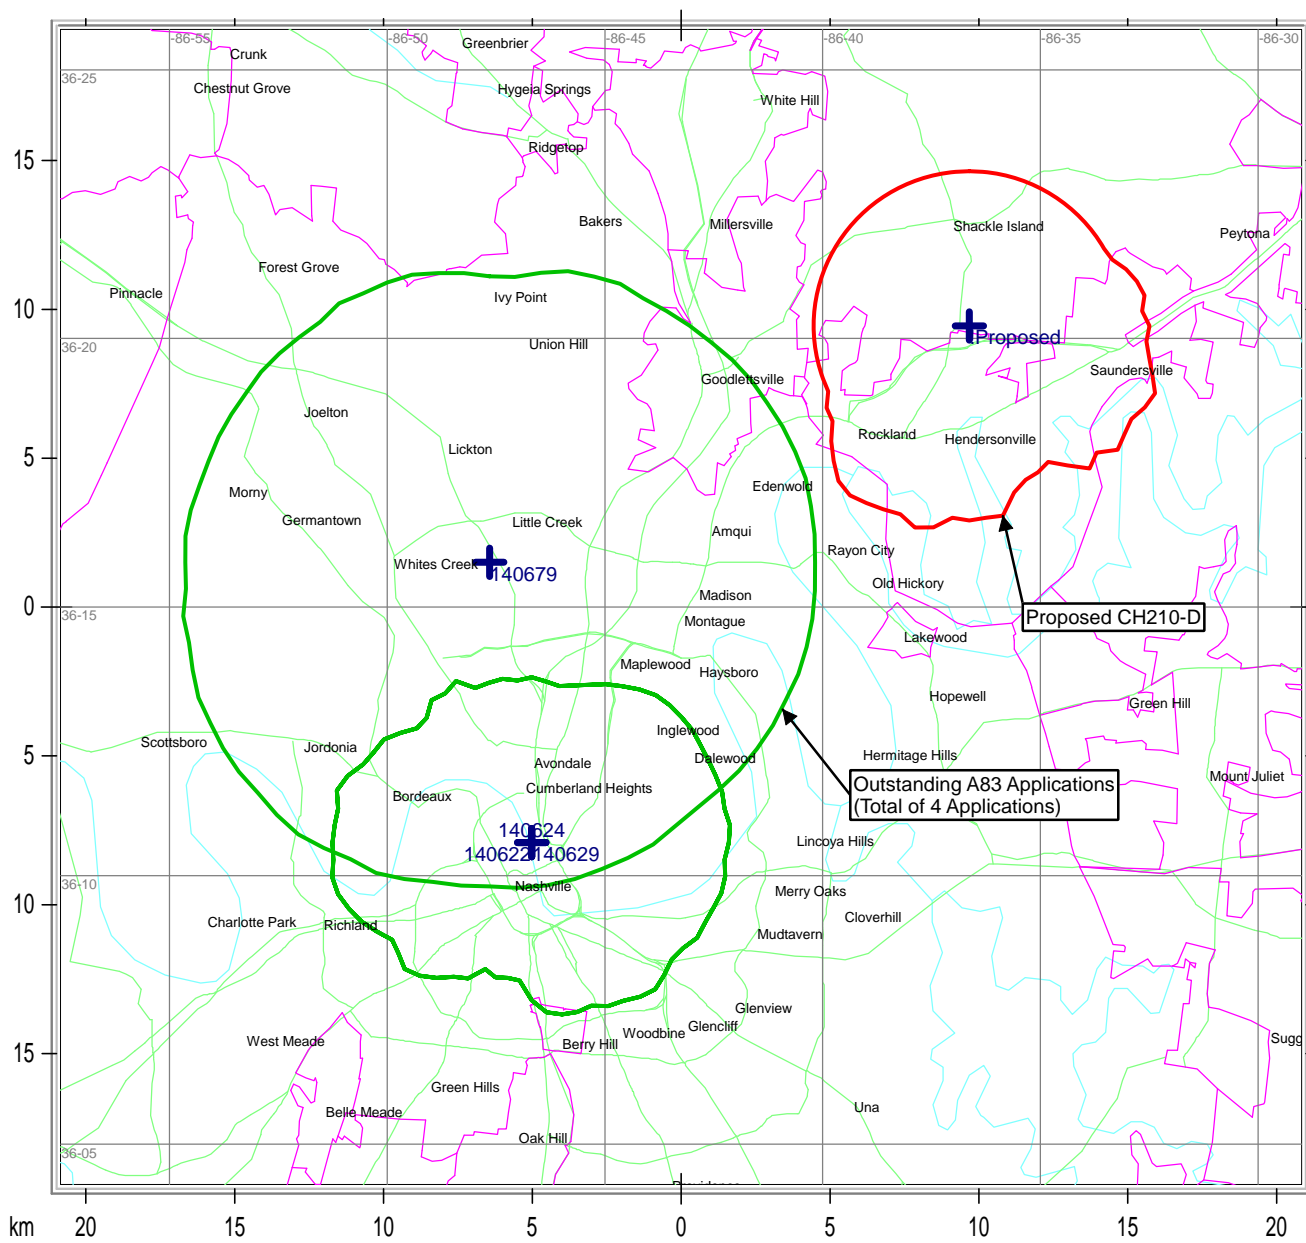 -86-55
-86-50
-86-45
-86-40
-86-35
-86-30
Greenbrier
Crunk
36-25
Chestnut Grove
Hygeia Springs
White Hill
Ridgetop
15
Bakers
Millersville
Shackle Island
Peytona
Forest Grove
Pinnacle
Ivy Point
10
Proposed
36-20
Union Hill
Goodlettsville
Saundersville
Joelton
Rockland
Hendersonville
Lickton
5
Edenwold
Morny
Germantown
Little Creek
Amqui
Rayon City
Whites Creek
140679
Old Hickory
Madison
0
36-15
Proposed CH210-D
Montague
Lakewood
Maplewood
Haysboro
Hopewell
Green Hill
Inglewood
Scottsboro
Jordonia
5
Dalewood
Hermitage Hills
Avondale
Mount Juliet
Outstanding A83 Applications
(Total of 4 Applications)
Cumberland Heights
Bordeaux
140624
Lincoya Hills
140622
140629
36-10
Nashville
Merry Oaks
10
Charlotte Park
Richland
Cloverhill
Mudtavern
Glenview
Glencliff
Woodbine
West Meade
Berry Hill
Sugg
15
Green Hills
Belle Meade
Una
Oak Hill
36-05
km
20
15
10
5
0
5
10
15
20